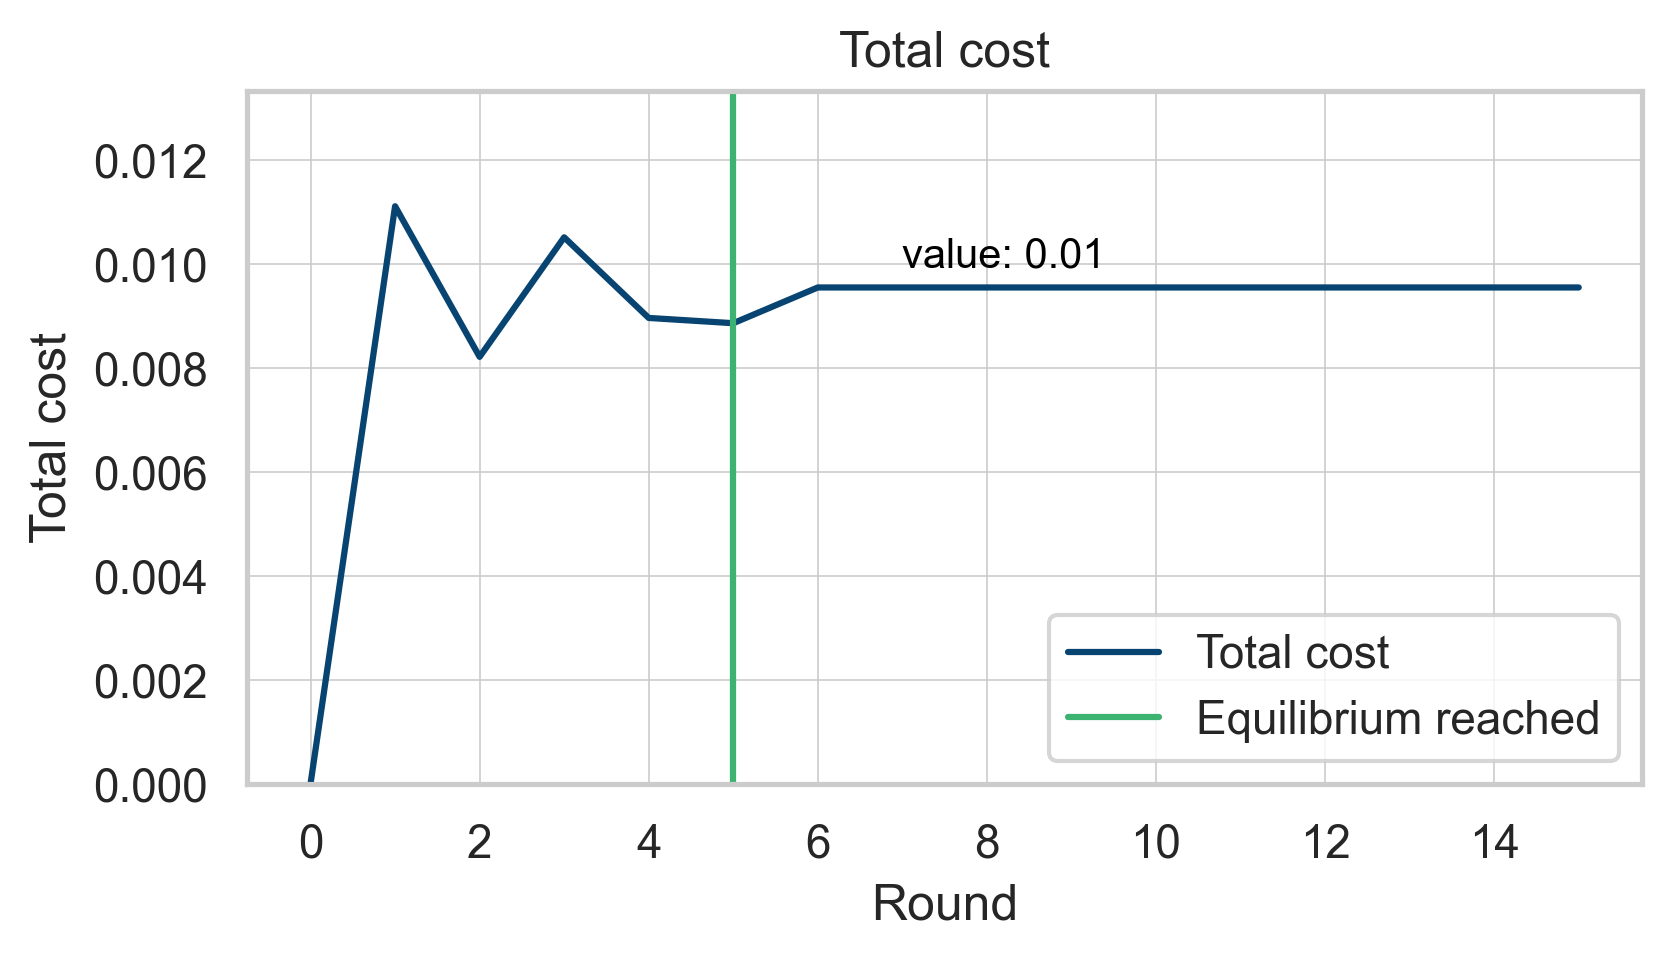 Total cost
Total cost
0.012
0.010
0.008
0.006
0.004
0.002
0.000
value: 0.01
Total cost
Equilibrium reached
0 2 4 6 8 10 12 14
Round